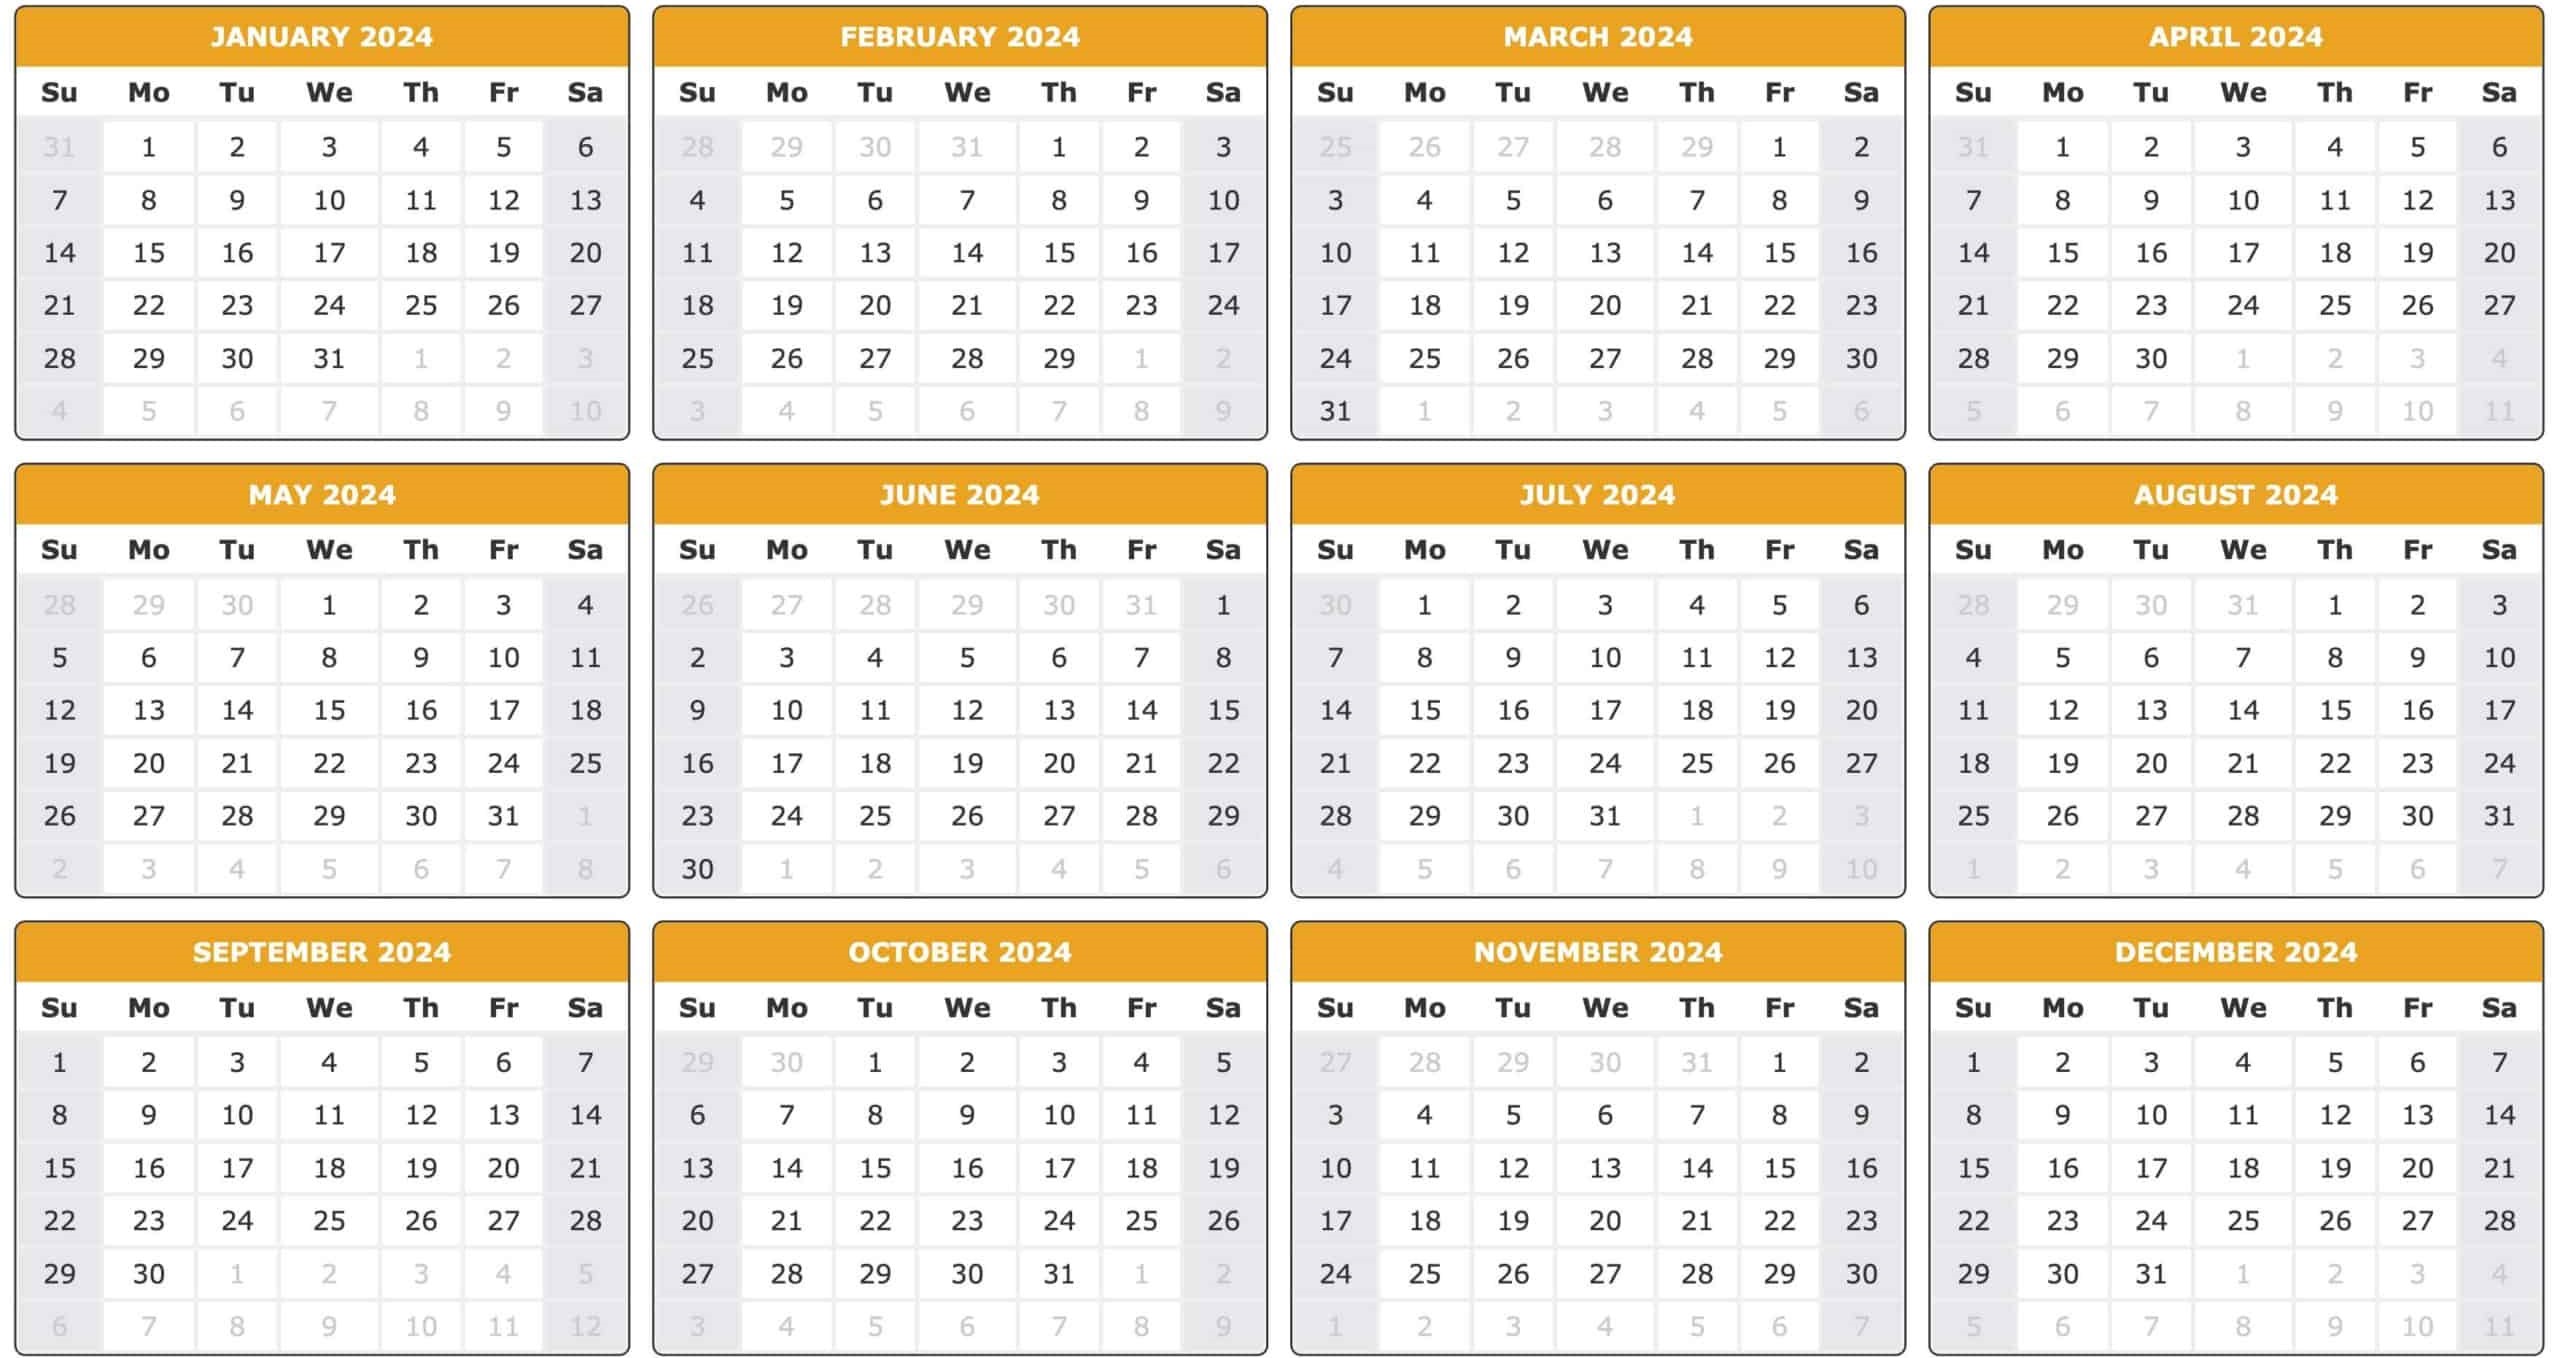 JANUARY 2024
Su Mo Tu We Th Fr Sa
31 1 2 3 4 5 6
7 8 9 10 11 12 13
14 15 16 17 18 19 20
21 22 23 24 25 26 27
28 29 30 31 1 2 3
4 5 6 7 8 9 10
FEBRUARY 2024
Su Mo Tu We Th Fr Sa
28 29 30 31 1 2 3
4 5 6 7 8 9 10
11 12 13 14 15 16 17
18 19 20 21 22 23 24
25 26 27 28 29 1 2
3 4 5 6 7 8 9
MARCH 2024
Su Mo Tu We Th Fr Sa
25 26 27 28 29 1 2
3 4 5 6 7 8 9
10 11 12 13 14 15 16
17 18 19 20 21 22 23
24 25 26 27 28 29 30
31 1 2 3 4 5 6
APRIL 2024
Su Mo Tu We Th Fr Sa
31 1 2 3 4 5 6
7 8 9 10 11 12 13
14 15 16 17 18 19 20
21 22 23 24 25 26 27
28 29 30 1 2 3 4
5 6 7 8 9 10 11
MAY 2024
Su Mo Tu We Th Fr Sa
28 29 30 1 2 3 4
5 6 7 8 9 10 11
12 13 14 15 16 17 18
19 20 21 22 23 24 25
26 27 28 29 30 31 1
2 3 4 5 6 7 8
JUNE 2024
Su Mo Tu We Th Fr Sa
26 27 28 29 30 31 1
2 3 4 5 6 7 8
9 10 11 12 13 14 15
16 17 18 19 20 21 22
23 24 25 26 27 28 29
30 1 2 3 4 5 6
JULY 2024
Su Mo Tu We Th Fr Sa
30 1 2 3 4 5 6
7 8 9 10 11 12 13
14 15 16 17 18 19 20
21 22 23 24 25 26 27
28 29 30 31 1 2 3
4 5 6 7 8 9 10
AUGUST 2024
Su Mo Tu We Th Fr Sa
28 29 30 31 1 2 3
4 5 6 7 8 9 10
11 12 13 14 15 16 17
18 19 20 21 22 23 24
25 26 27 28 29 30 31
1 2 3 4 5 6 7
SEPTEMBER 2024
Su Mo Tu We Th Fr Sa
1 2 3 4 5 6 7
8 9 10 11 12 13 14
15 16 17 18 19 20 21
22 23 24 25 26 27 28
29 30 1 2 3 4 5
6 7 8 9 10 11 12
OCTOBER 2024
Su Mo Tu We Th Fr Sa
29 30 1 2 3 4 5
6 7 8 9 10 11 12
13 14 15 16 17 18 19
20 21 22 23 24 25 26
27 28 29 30 31 1 2
3 4 5 6 7 8 9
NOVEMBER 2024
Su Mo Tu We Th Fr Sa
27 28 29 30 31 1 2
3 4 5 6 7 8 9
10 11 12 13 14 15 16
17 18 19 20 21 22 23
24 25 26 27 28 29 30
1 2 3 4 5 6 7
DECEMBER 2024
Su Mo Tu We Th Fr Sa
1 2 3 4 5 6 7
8 9 10 11 12 13 14
15 16 17 18 19 20 21
22 23 24 25 26 27 28
29 30 31 1 2 3 4
5 6 7 8 9 10 11